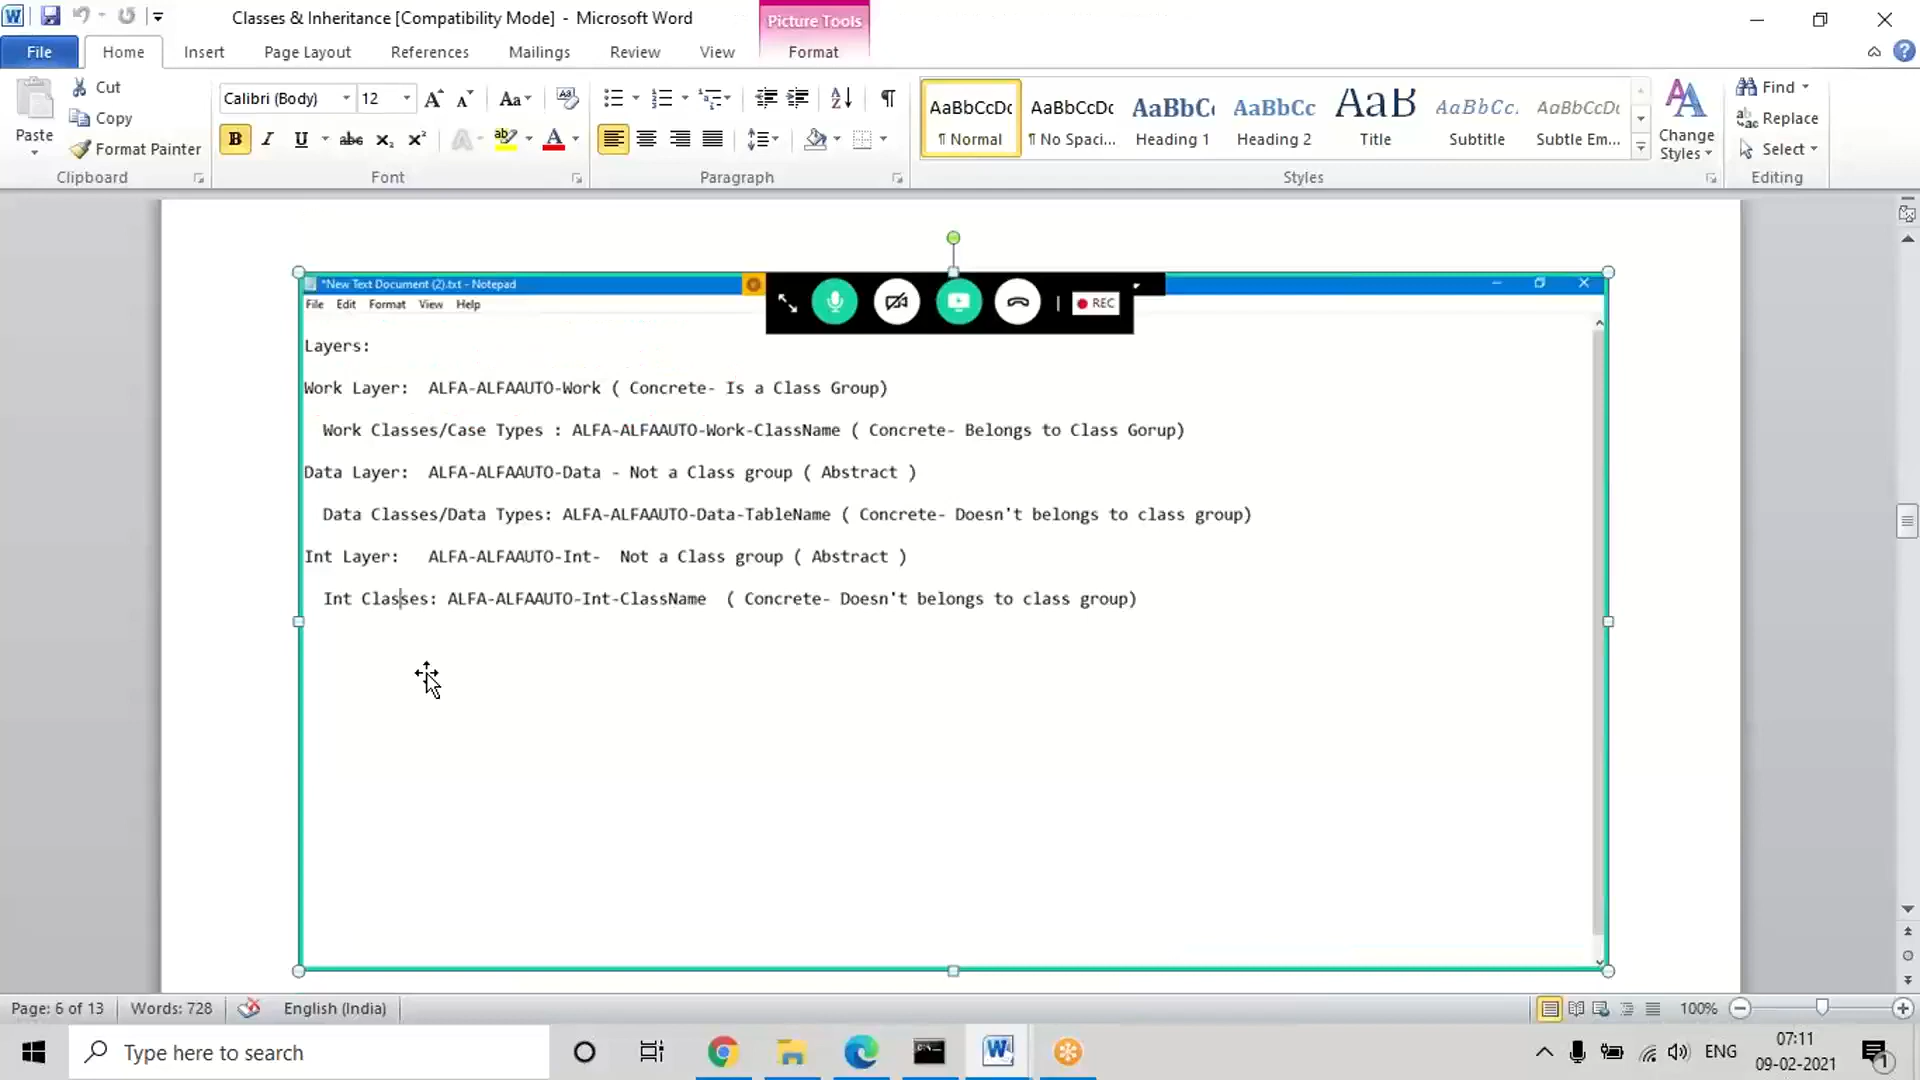 Classes & Inheritance [Compatibility Mode] - Microsoft Word
Picture Tools
File Home Insert Page Layout References Mailings Review View Format
Paste
Cut
Copy
Format Painter
Clipboard
Calibri (Body) 12
B I U abc
Font
Paragraph
AaBbCcDc AaBbCcDc AaBbC AaBbCc AaB AaBbCc. AaBbCcDc
¶ Normal ¶ No Spaci... Heading 1 Heading 2 Title Subtitle Subtle Em...
Change Styles
Styles
Find
Replace
Select
Editing
*New Text Document (2).txt - Notepad
File Edit Format View Help
REC
Layers:
Work Layer: ALFA-ALFAAUTO-Work ( Concrete- Is a Class Group)
Work Classes/Case Types : ALFA-ALFAAUTO-Work-ClassName ( Concrete- Belongs to Class Gorup)
Data Layer: ALFA-ALFAAUTO-Data - Not a Class group ( Abstract )
Data Classes/Data Types: ALFA-ALFAAUTO-Data-TableName ( Concrete- Doesn't belongs to class group)
Int Layer: ALFA-ALFAAUTO-Int- Not a Class group ( Abstract )
Int Classes: ALFA-ALFAAUTO-Int-ClassName ( Concrete- Doesn't belongs to class group)
Page: 6 of 13 Words: 728 English (India) 100%
Type here to search
ENG
07:11
09-02-2021
1